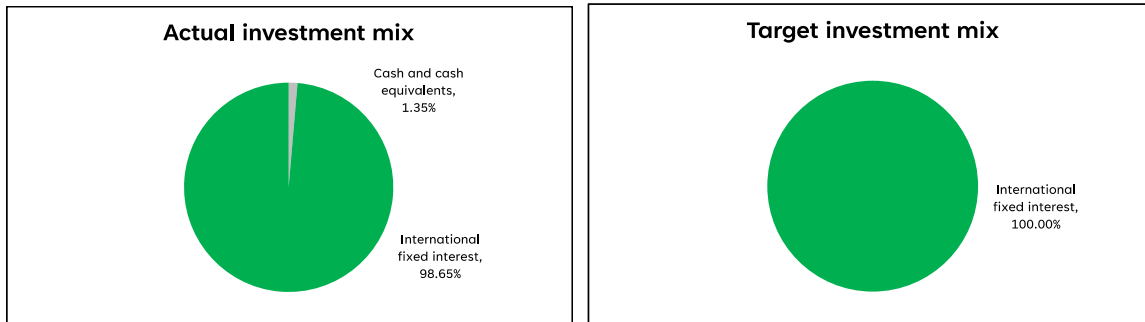 Actual investment mix
Cash and cash
equivalents,
1.35%
International
fixed interest,
98.65%
Target investment mix
International
fixed interest,
100.00%